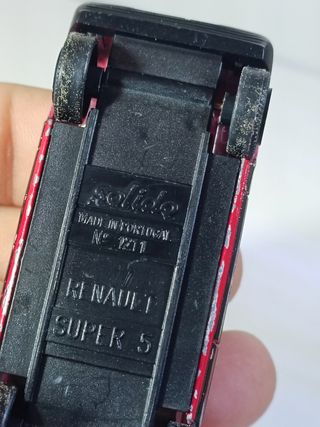 solido
MADE IN PORTUGAL
No 1211
RENAULT
SUPER 5